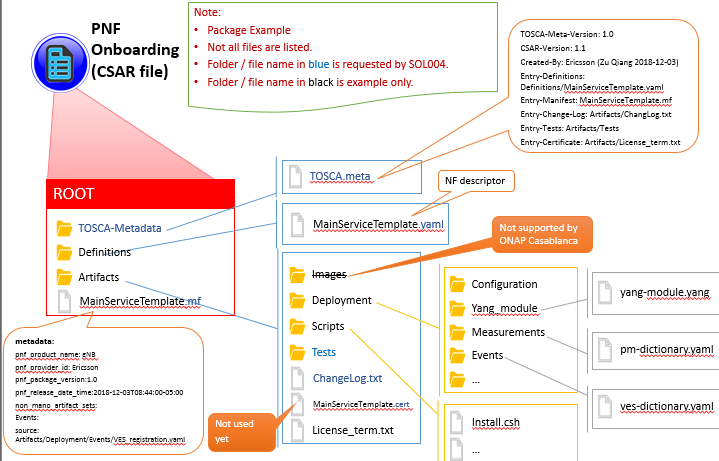 PNF
Onboarding
(CSAR file)
Note:
• Package Example
• Not all files are listed.
• Folder / file name in blue is requested by SOL004.
• Folder / file name in black is example only.
TOSCA-Meta-Version: 1.0
CSAR-Version: 1.1
Created-By: Ericsson (Zu Qiang 2018-12-03)
Entry-Definitions:
Definitions/MainServiceTemplate.yaml
Entry-Manifest: MainServiceTemplate.mf
Entry-Change-Log: Artifacts/ChangLog.txt
Entry-Tests: Artifacts/Tests
Entry-Certificate: Artifacts/License_term.txt
ROOT
TOSCA-Metadata
Definitions
Artifacts
MainServiceTemplate.mf
TOSCA.meta
NF descriptor
MainServiceTemplate.yaml
Not supported by
ONAP Casablanca
Images
Deployment
Scripts
Tests
ChangeLog.txt
MainServiceTemplate.cert
License_term.txt
Not used
yet
Configuration
Yang_module
Measurements
Events
...
Install.csh
...
yang-module.yang
pm-dictionary.yaml
ves-dictionary.yaml
metadata:
pnf_product_name: eNB
pnf_provider_id: Ericsson
pnf_package_version:1.0
pnf_release_date_time:2018-12-03T08:44:00-05:00
non_mano_artifact_sets:
Events:
source:
Artifacts/Deployment/Events/VES_registration.yaml